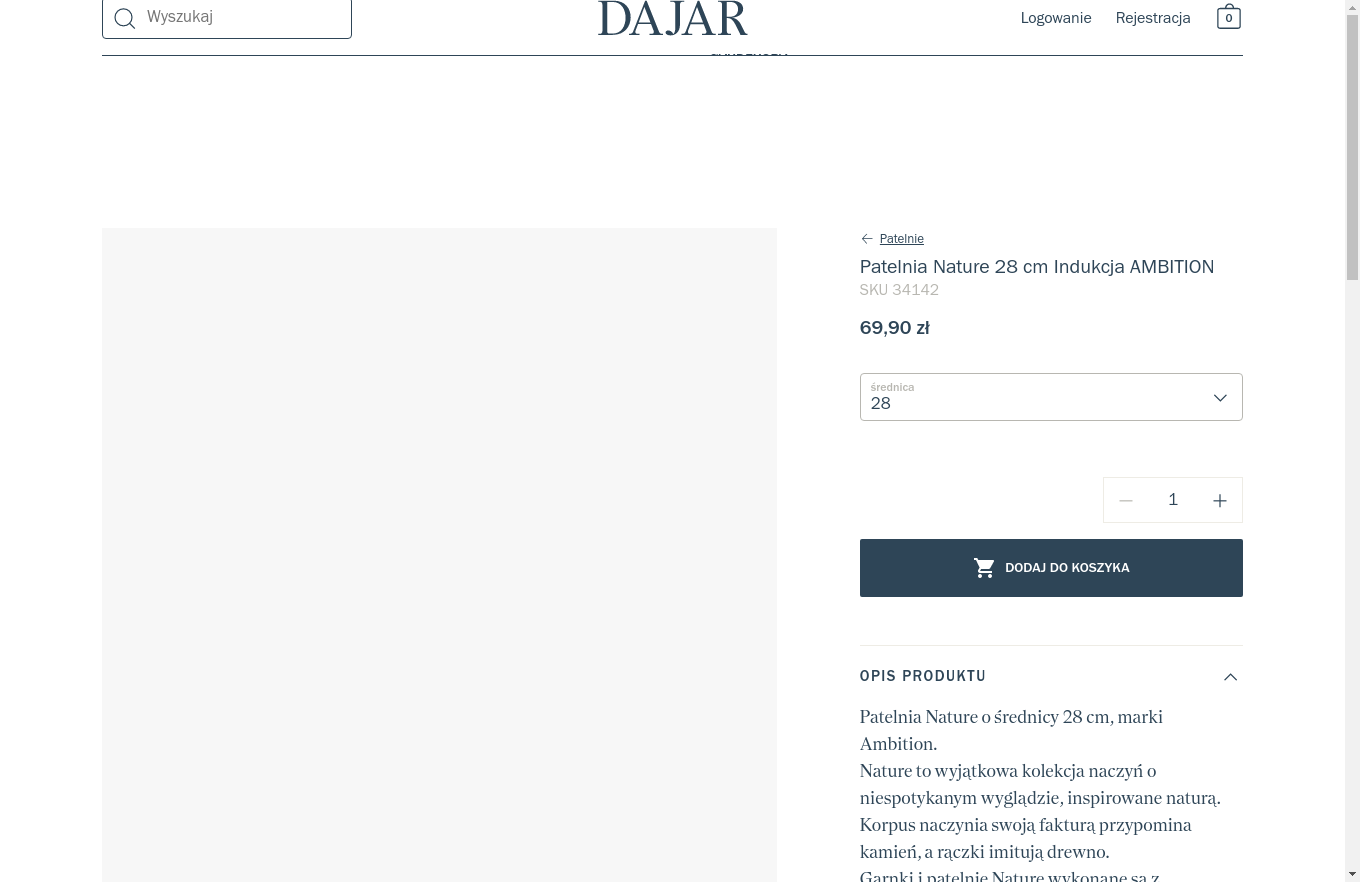 Wyszukaj
DAJAR
Logowanie
Rejestracja
0
Patelnie
Patelnia Nature 28 cm Indukcja AMBITION
SKU 34142
69,90 zł
średnica
28
1
DODAJ DO KOSZYKA
OPIS PRODUKTU
Patelnia Nature o średnicy 28 cm, marki
Ambition.
Nature to wyjątkowa kolekcja naczyń o
niespotykanym wyglądzie, inspirowane naturą.
Korpus naczynia swoją fakturą przypomina
kamień, a rączki imitują drewno.
Garnki i patelnie Nature wykonane są z